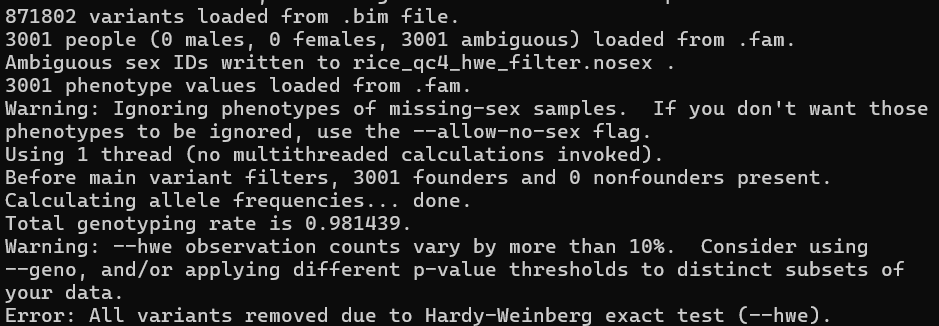 871802 variants loaded from .bim file.
3001 people (0 males, 0 females, 3001 ambiguous) loaded from .fam.
Ambiguous sex IDs written to rice_qc4_hwe_filter.nosex .
3001 phenotype values loaded from .fam.
Warning: Ignoring phenotypes of missing-sex samples.  If you don't want those
phenotypes to be ignored, use the --allow-no-sex flag.
Using 1 thread (no multithreaded calculations invoked).
Before main variant filters, 3001 founders and 0 nonfounders present.
Calculating allele frequencies... done.
Total genotyping rate is 0.981439.
Warning: --hwe observation counts vary by more than 10%.  Consider using
--geno, and/or applying different p-value thresholds to distinct subsets of
your data.
Error: All variants removed due to Hardy-Weinberg exact test (--hwe).